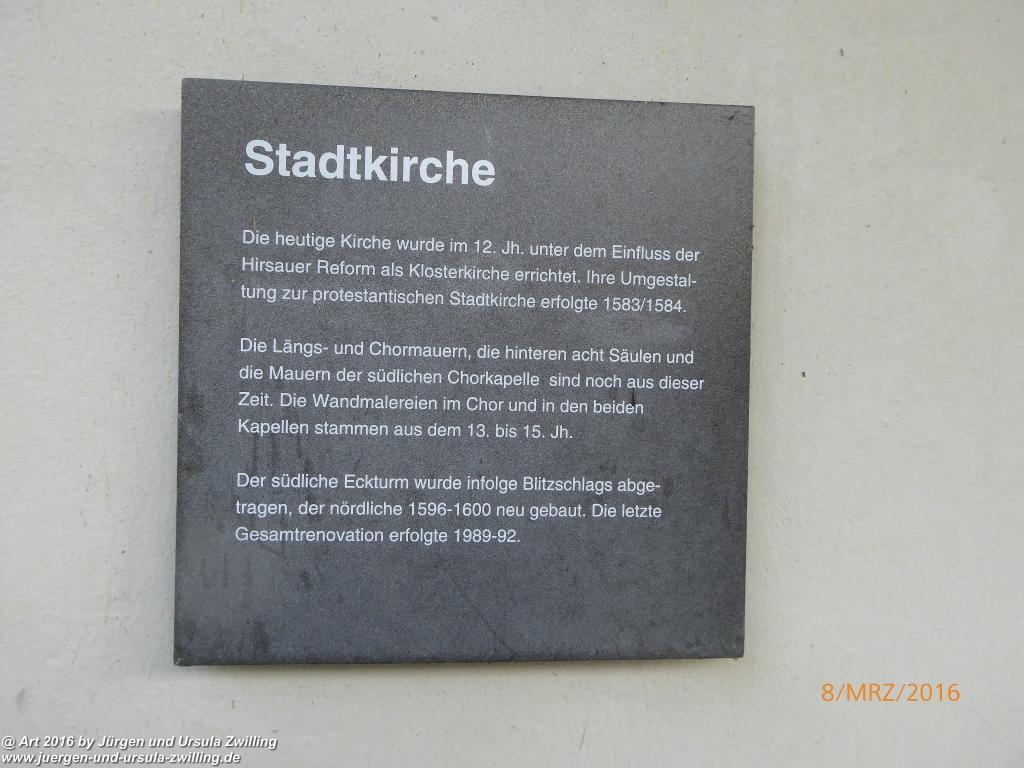 Stadtkirche
Die heutige Kirche wurde im 12. Jh. unter dem Einfluss der
Hirsauer Reform als Klosterkirche errichtet. Ihre Umgestal-
tung zur protestantischen Stadtkirche erfolgte 1583/1584.
Die Längs- und Chormauern, die hinteren acht Säulen und
die Mauern der südlichen Chorkapelle sind noch aus dieser
Zeit. Die Wandmalereien im Chor und in den beiden
Kapellen stammen aus dem 13. bis 15. Jh.
Der südliche Eckturm wurde infolge Blitzschlags abge-
tragen, der nördliche 1596-1600 neu gebaut. Die letzte
Gesamtrenovation erfolgte 1989-92.
8/MRZ/2016
@ Art 2016 by Jürgen und Ursula Zwilling
www.juergen-und-ursula-zwilling.de